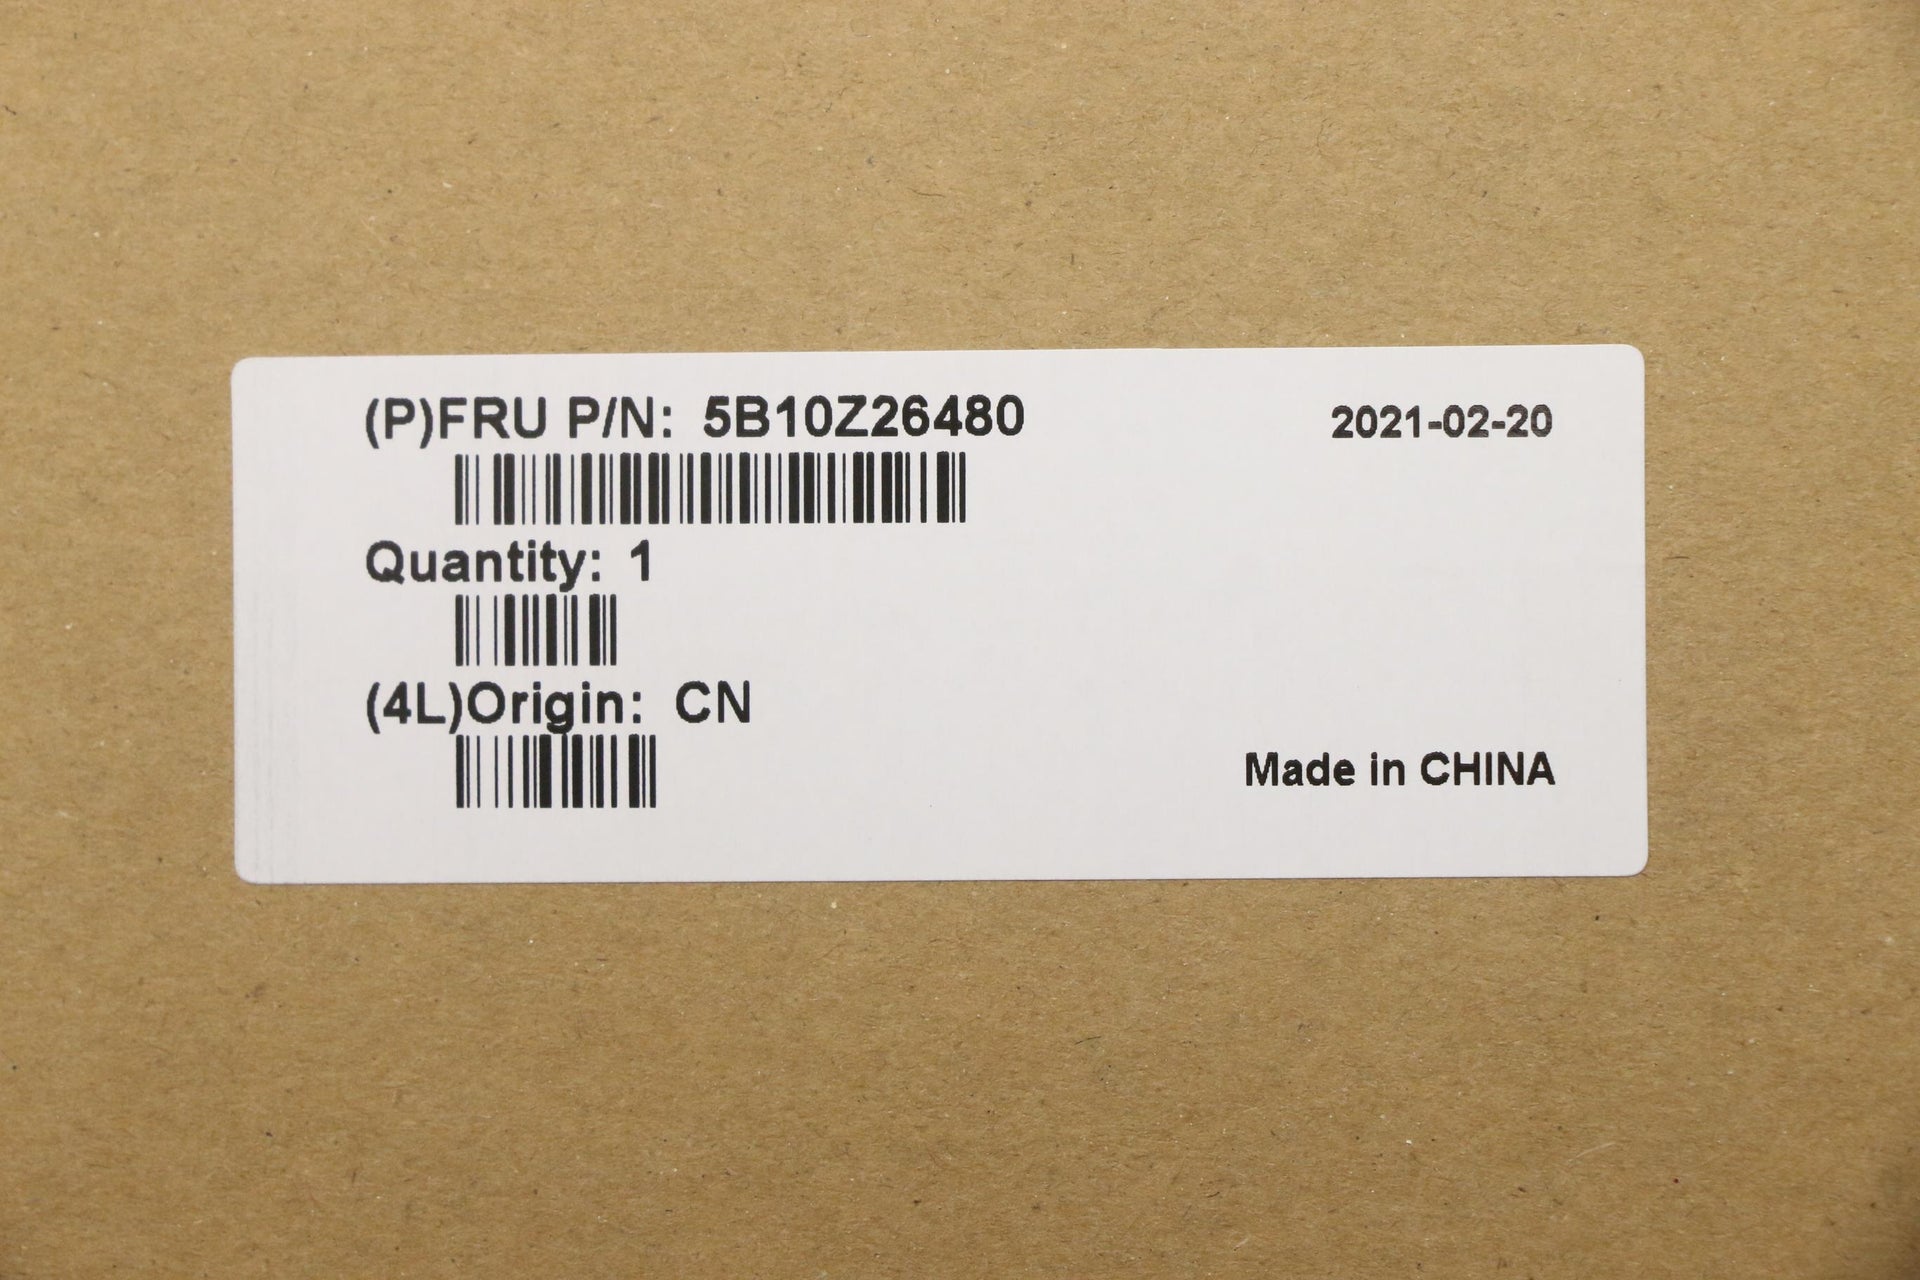 (P)FRU P/N: 5B10Z26480
2021-02-20
Quantity: 1
(4L)Origin: CN
Made in CHINA